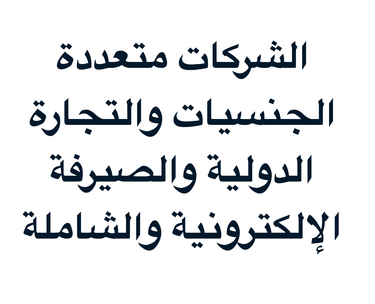 الشركات متعددة
الجنسيات والتجارة
الدولية والصيرفة
الإلكترونية والشاملة